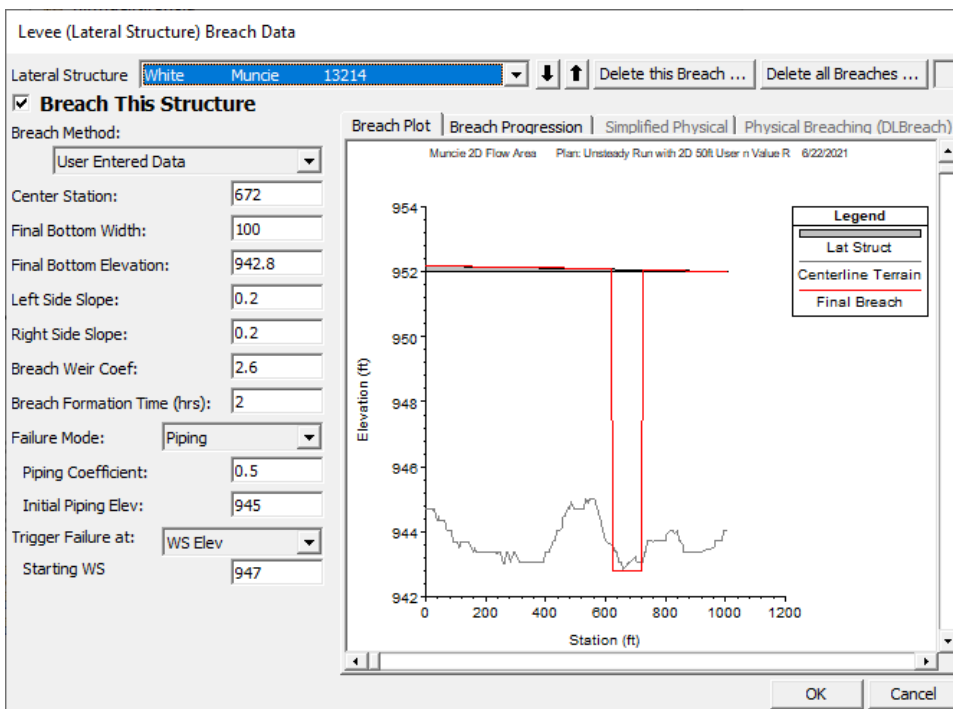 Levee (Lateral Structure) Breach Data
Lateral Structure White Muncie 13214 Delete this Breach ... Delete all Breaches ...
Breach This Structure
Breach Method:
User Entered Data
Center Station: 672
Final Bottom Width: 100
Final Bottom Elevation: 942.8
Left Side Slope: 0.2
Right Side Slope: 0.2
Breach Weir Coef: 2.6
Breach Formation Time (hrs): 2
Failure Mode: Piping
Piping Coefficient: 0.5
Initial Piping Elev: 945
Trigger Failure at: WS Elev
Starting WS 947
Breach Plot Breach Progression Simplified Physical Physical Breaching (DLBreach)
Muncie 2D Flow Area Plan: Unsteady Run with 2D 50ft User n Value R 6/22/2021
954
952
950
948
946
944
942
Elevation (ft)
0 200 400 600 800 1000 1200
Station (ft)
Legend
Lat Struct
Centerline Terrain
Final Breach
OK Cancel